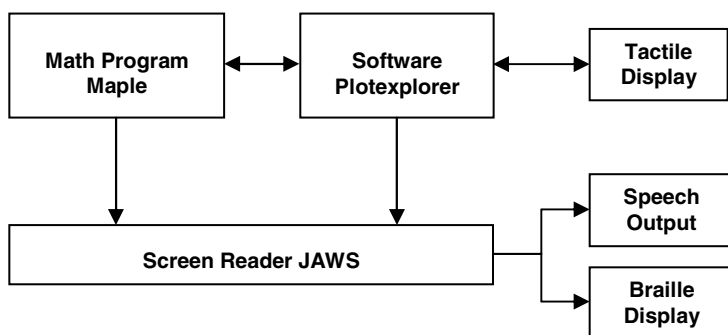 Math Program
Maple
Software
Plotexplorer
Tactile
Display
Speech
Output
Screen Reader JAWS
Braille
Display